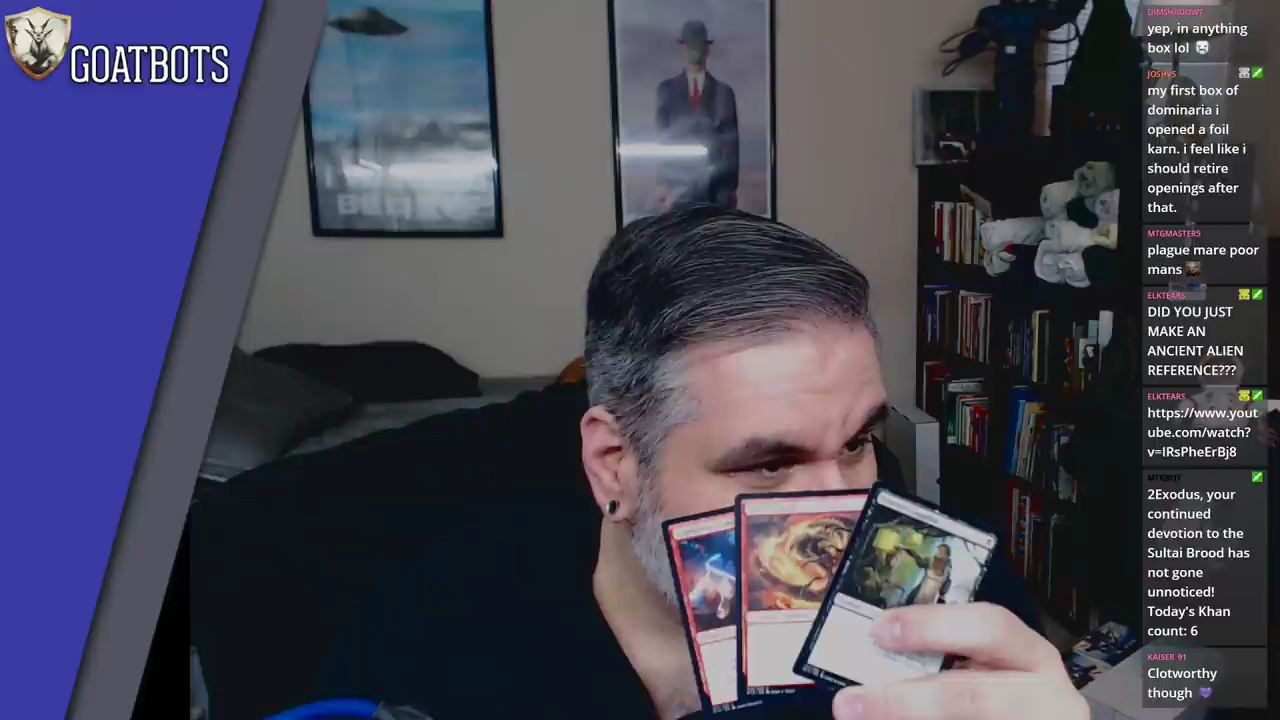 GOATBOTS
DIMSHADOW7
yep, in anything
box lol
JOSHVS
my first box of
dominaria i
opened a foil
karn. i feel like i
should retire
openings after
that.
MTGMASTERS
plague mare poor
mans
ELKTEARS
DID YOU JUST
MAKE AN
ANCIENT ALIEN
REFERENCE???
ELKTEARS
https://www.yout
ube.com/watch?
v=IRsPheErBj8
MTGBOT
2Exodus, your
continued
devotion to the
Sultai Brood has
not gone
unnoticed!
Today's Khan
count: 6
KAISER 91
Clotworthy
though